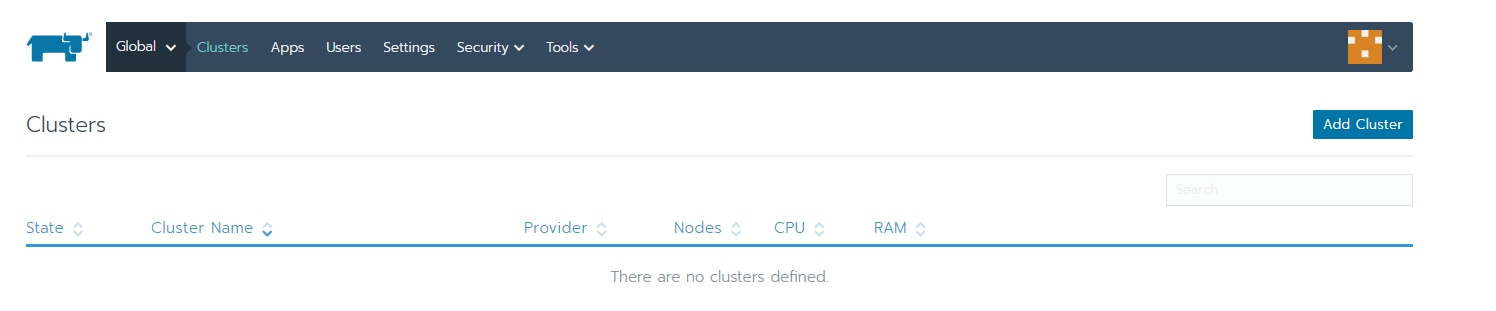 Global Clusters Apps Users Settings Security Tools
Clusters
Add Cluster
Search
State Cluster Name Provider Nodes CPU RAM
There are no clusters defined.